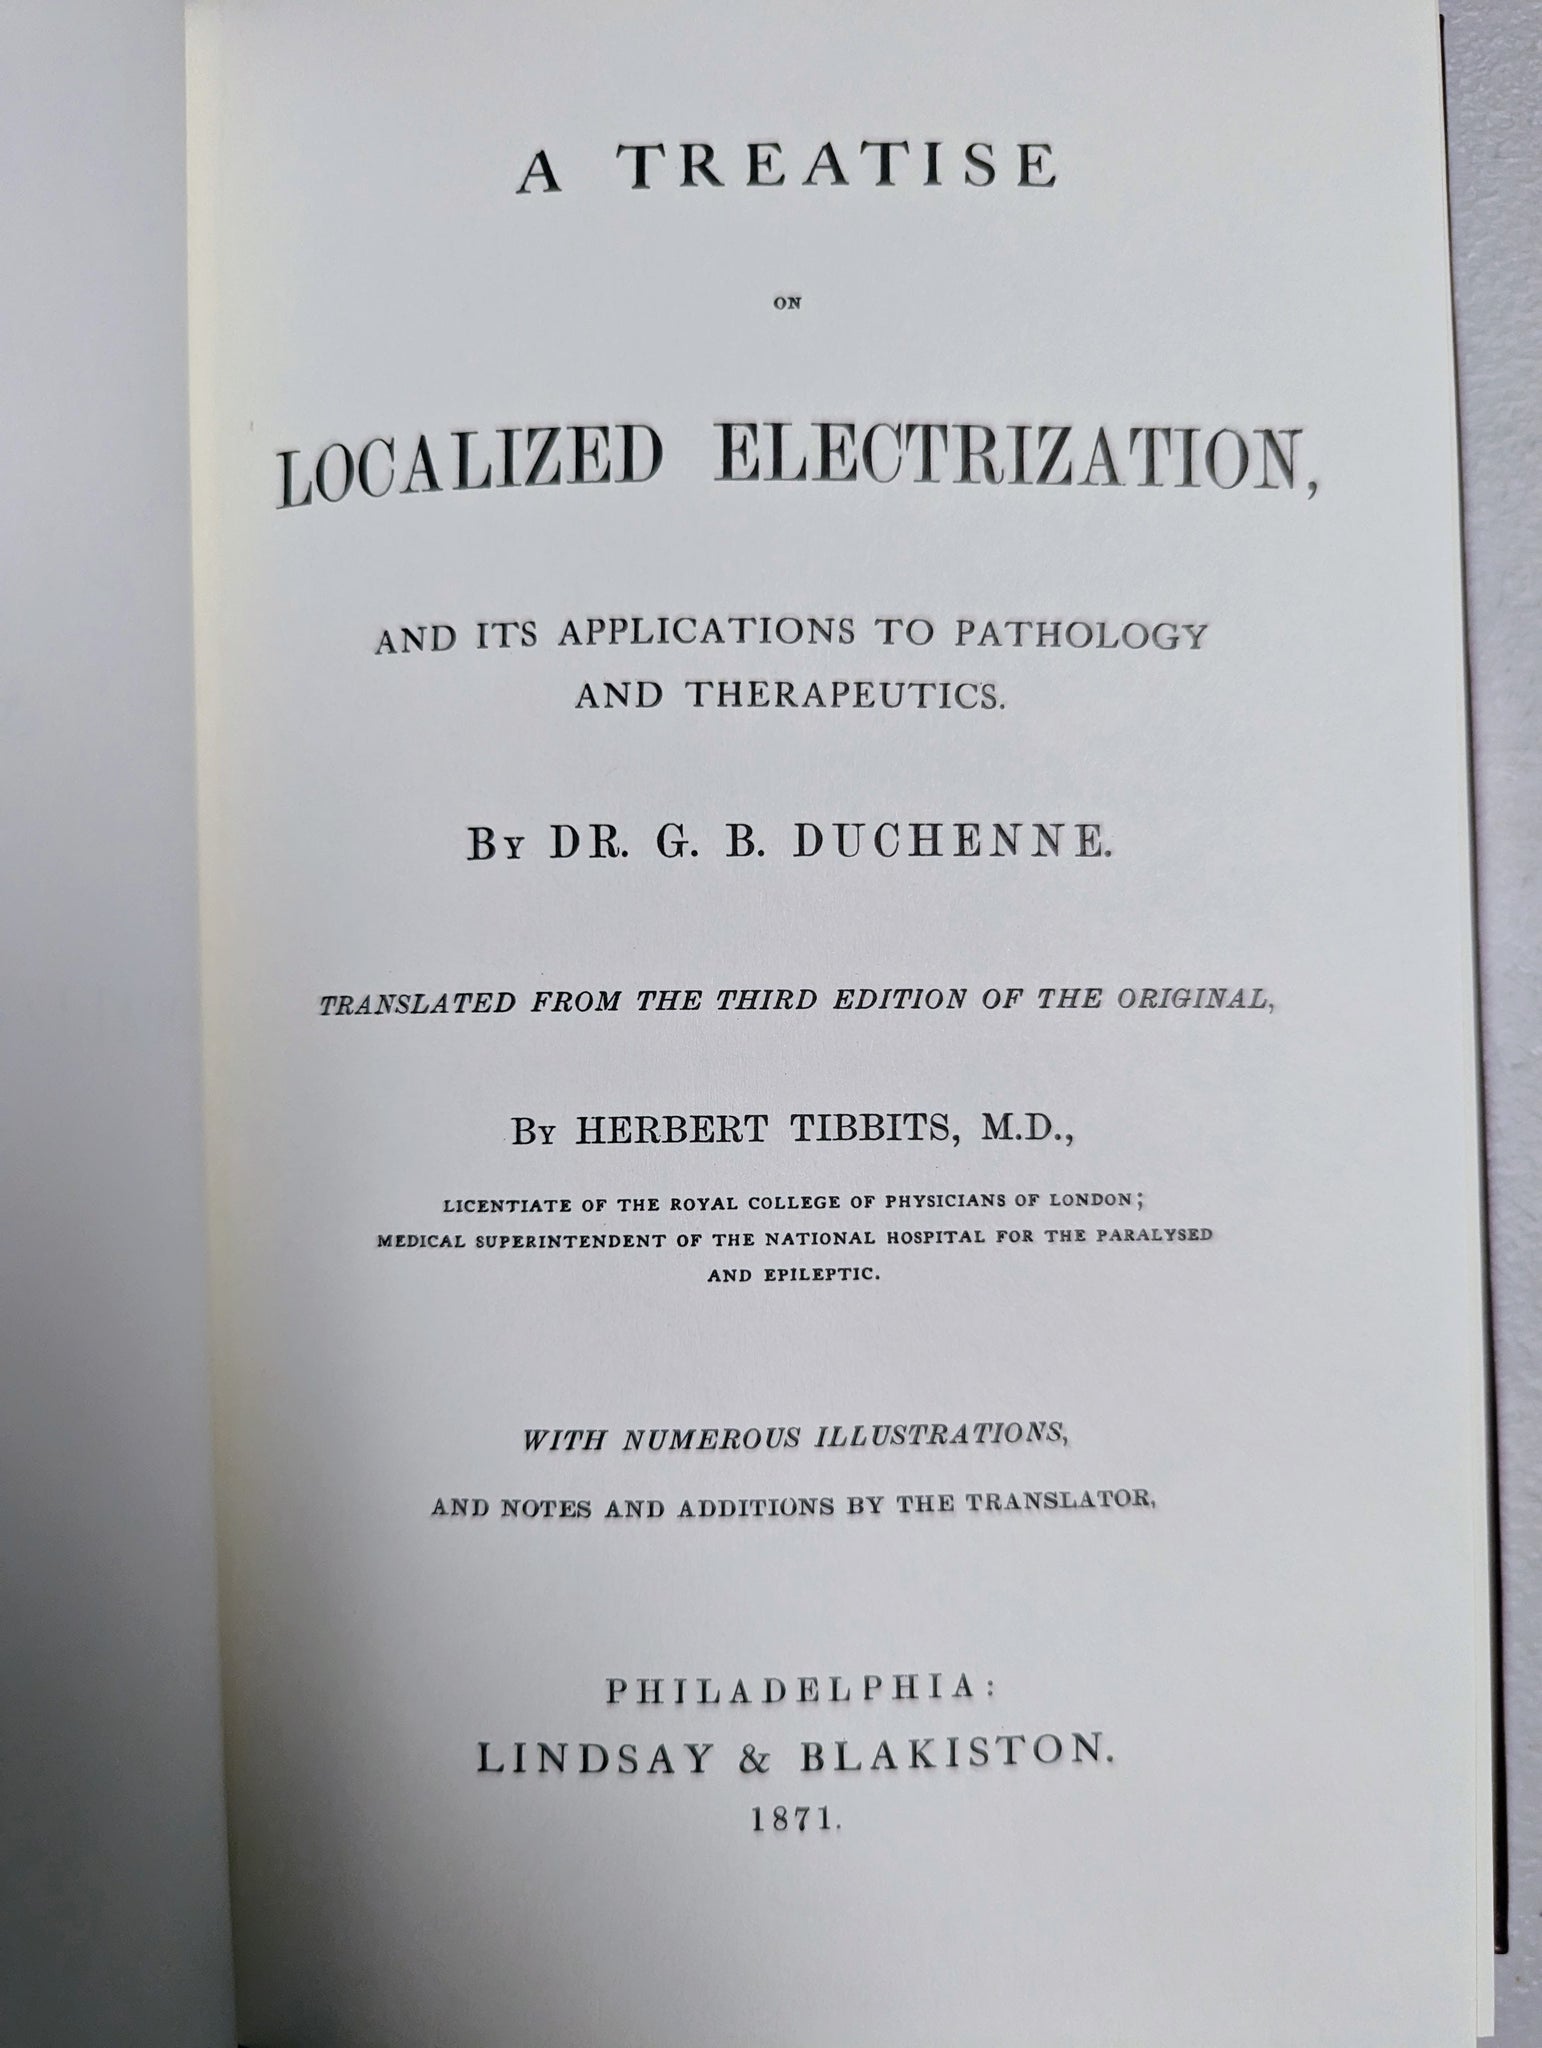 A TREATISE
ON
LOCALIZED ELECTRIZATION,
AND ITS APPLICATIONS TO PATHOLOGY
AND THERAPEUTICS.
BY DR. G. B. DUCHENNE.
TRANSLATED FROM THE THIRD EDITION OF THE ORIGINAL,
BY HERBERT TIBBITS, M.D.,
LICENTIATE OF THE ROYAL COLLEGE OF PHYSICIANS OF LONDON;
MEDICAL SUPERINTENDENT OF THE NATIONAL HOSPITAL FOR THE PARALYSED
AND EPILEPTIC.
WITH NUMEROUS ILLUSTRATIONS,
AND NOTES AND ADDITIONS BY THE TRANSLATOR,
PHILADELPHIA:
LINDSAY & BLAKISTON.
1871.